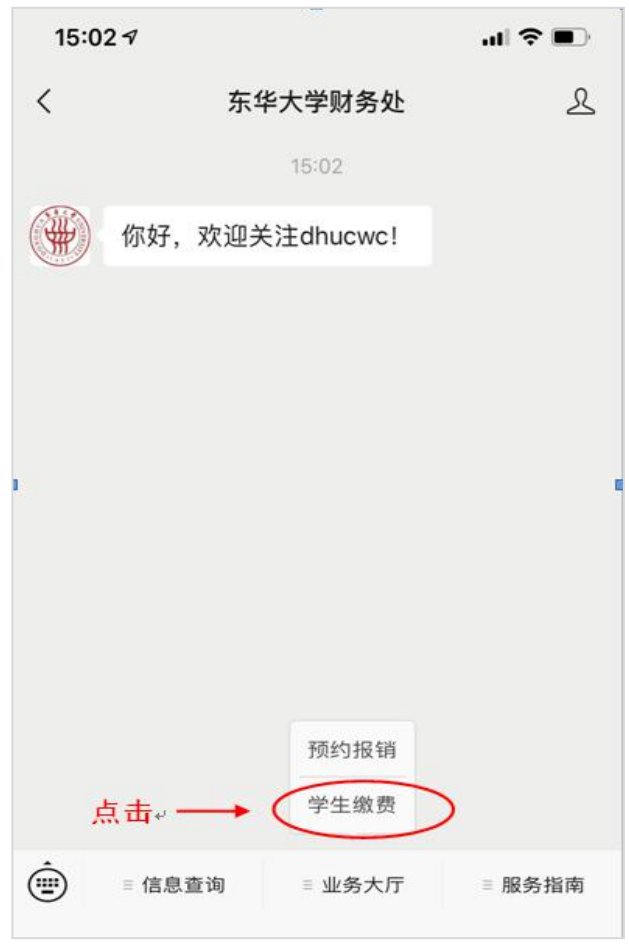 15:02
东华大学财务处
15:02
你好，欢迎关注dhucwc!
预约报销
学生缴费
点击
信息查询
业务大厅
服务指南